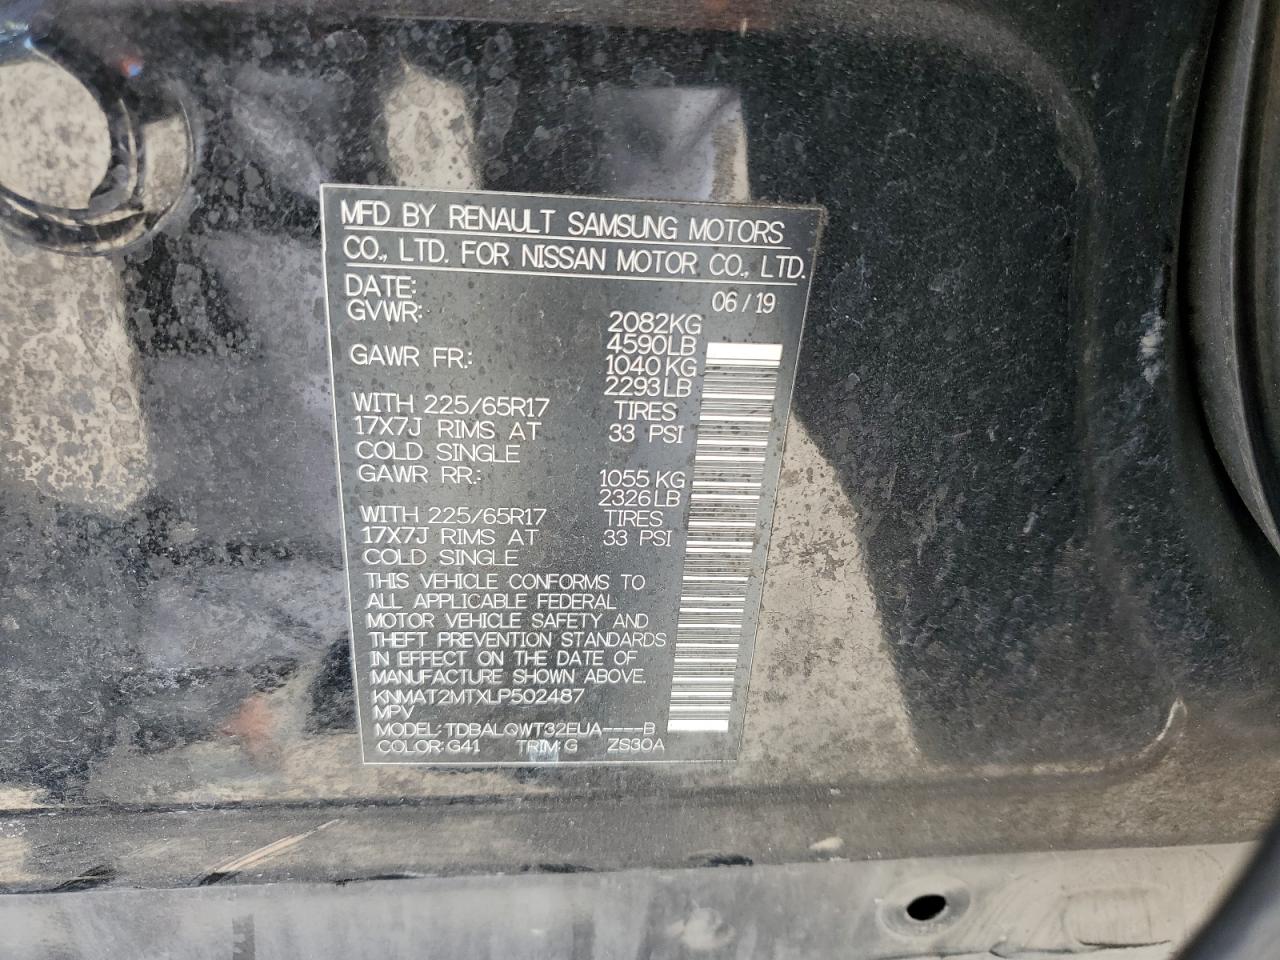 MFD BY RENAULT SAMSUNG MOTORS
CO., LTD. FOR NISSAN MOTOR CO., LTD.
DATE: 06/19
GVWR: 2082KG
4590LB
GAWR FR.: 1040KG
2293LB
WITH 225/65R17 TIRES
17X7J RIMS AT 33 PSI
COLD SINGLE
GAWR RR.: 1055KG
2326LB
WITH 225/65R17 TIRES
17X7J RIMS AT 33 PSI
COLD SINGLE
THIS VEHICLE CONFORMS TO
ALL APPLICABLE FEDERAL
MOTOR VEHICLE SAFETY AND
THEFT PREVENTION STANDARDS
IN EFFECT ON THE DATE OF
MANUFACTURE SHOWN ABOVE.
KNMAT2MTXLP502487
MPV
MODEL: TDBALQWT32EUA----B
COLOR: G41 TRIM: G ZS30A